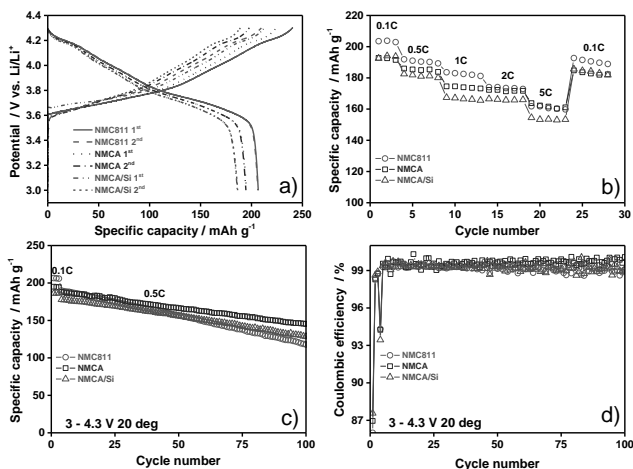 4.4
4.2
4.0
3.8
3.6
3.4
3.2
3.0
Potential / V vs. Li/Li⁺
NMC811 1ˢᵗ
NMC811 2ⁿᵈ
NMCA 1ˢᵗ
NMCA 2ⁿᵈ
NMCA/Si 1ˢᵗ
NMCA/Si 2ⁿᵈ
a)
0 50 100 150 200 250
Specific capacity / mAh g⁻¹
220
200
180
160
140
120
100
Specific capacity / mAh g⁻¹
0.1C
0.5C
1C
2C
5C
0.1C
NMC811
NMCA
NMCA/Si
b)
0 5 10 15 20 25 30
Cycle number
250
200
150
100
50
0
Specific capacity / mAh g⁻¹
0.1C
0.5C
NMC811
NMCA
NMCA/Si
3 - 4.3 V 20 deg
c)
0 25 50 75 100
Cycle number
99
96
93
90
87
Coulombic efficiency / %
NMC811
NMCA
NMCA/Si
3 - 4.3 V 20 deg
d)
0 25 50 75 100
Cycle number